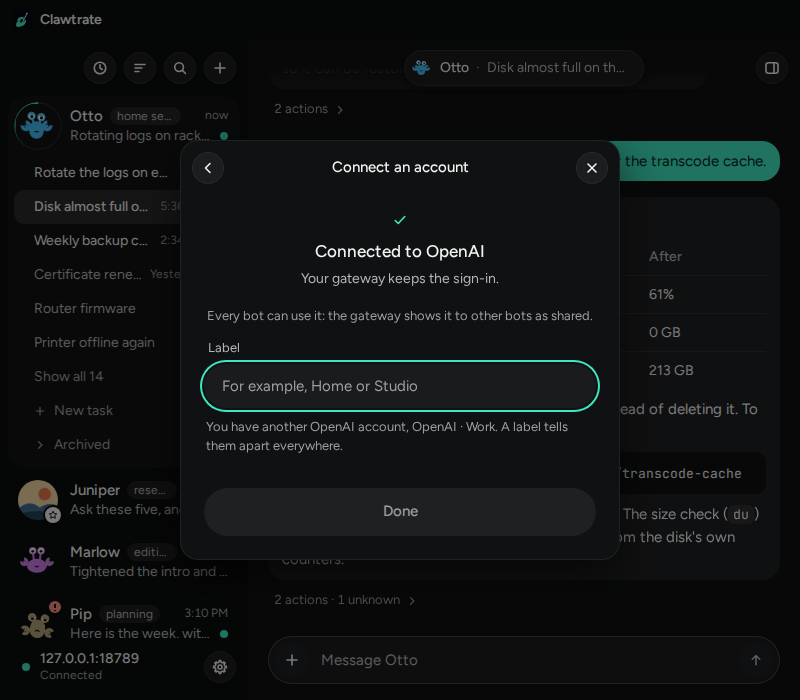 Clawtrate
Otto · Disk almost full on th...
2 actions
Otto home se... now
Rotating logs on rack...
Rotate the logs on e...
Disk almost full o... 5:36
Weekly backup c... 2:34
Certificate rene... Yeste
Router firmware
Printer offline again
Show all 14
New task
Archived
Juniper rese...
Ask these five, an
Marlow editi...
Tightened the intro and ...
Pip planning 3:10 PM
Here is the week. wit...
127.0.0.1:18789
Connected
Connect an account
Connected to OpenAI
Your gateway keeps the sign-in.
Every bot can use it: the gateway shows it to other bots as shared.
Label
For example, Home or Studio
You have another OpenAI account, OpenAI · Work. A label tells
them apart everywhere.
Done
the transcode cache.
After
61%
0 GB
213 GB
ead of deleting it. To
/transcode-cache
The size check ( du )
om the disk's own
counters.
2 actions · 1 unknown
Message Otto